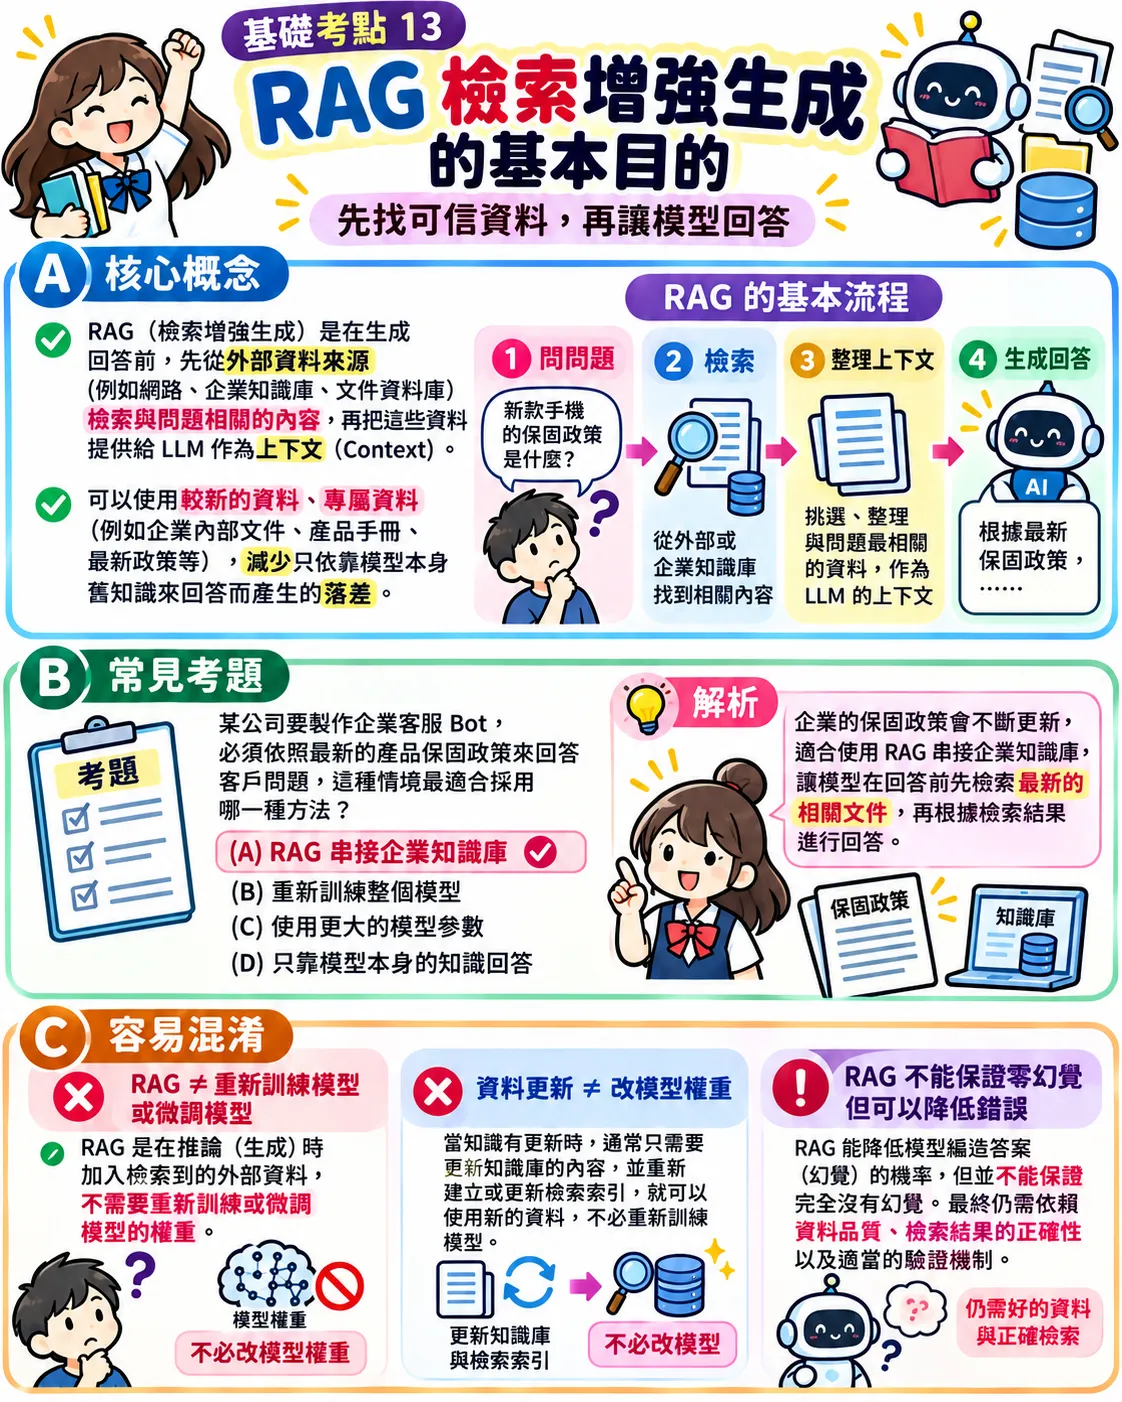 基礎考點 13
RAG 檢索增強生成
的基本目的
先找可信資料，再讓模型回答
A 核心概念
RAG（檢索增強生成）是在生成
回答前，先從外部資料來源
(例如網路、企業知識庫、文件資料庫)
檢索與問題相關的內容，再把這些資料
提供給 LLM 作為上下文（Context）。
可以使用較新的資料、專屬資料
（例如企業內部文件、產品手冊、
最新政策等），減少只依靠模型本身
舊知識來回答而產生的落差。
RAG 的基本流程
1 問問題
新款手機
的保固政策
是什麼？
?
2 檢索
從外部或
企業知識庫
找到相關內容
3 整理上下文
挑選、整理
與問題最相關
的資料，作為
LLM 的上下文
4 生成回答
AI
根據最新
保固政策，
……
B 常見考題
考題
某公司要製作企業客服 Bot，
必須依照最新的產品保固政策來回答
客戶問題，這種情境最適合採用
哪一種方法？
(A) RAG 串接企業知識庫
(B) 重新訓練整個模型
(C) 使用更大的模型參數
(D) 只靠模型本身的知識回答
解析
企業的保固政策會不斷更新，
適合使用 RAG 串接企業知識庫，
讓模型在回答前先檢索最新的
相關文件，再根據檢索結果
進行回答。
保固政策
知識庫
C 容易混淆
RAG ≠ 重新訓練模型
或微調模型
RAG 是在推論（生成）時
加入檢索到的外部資料，
不需要重新訓練或微調
模型的權重。
?
模型權重
不必改模型權重
資料更新 ≠ 改模型權重
當知識有更新時，通常只需要
更新知識庫的內容，並重新
建立或更新檢索索引，就可以
使用新的資料，不必重新訓練
模型。
更新知識庫
與檢索索引
不必改模型
! RAG 不能保證零幻覺
但可以降低錯誤
RAG 能降低模型編造答案
（幻覺）的機率，但並不能保證
完全沒有幻覺。最終仍需依賴
資料品質、檢索結果的正確性
以及適當的驗證機制。
??
?
仍需好的資料
與正確檢索